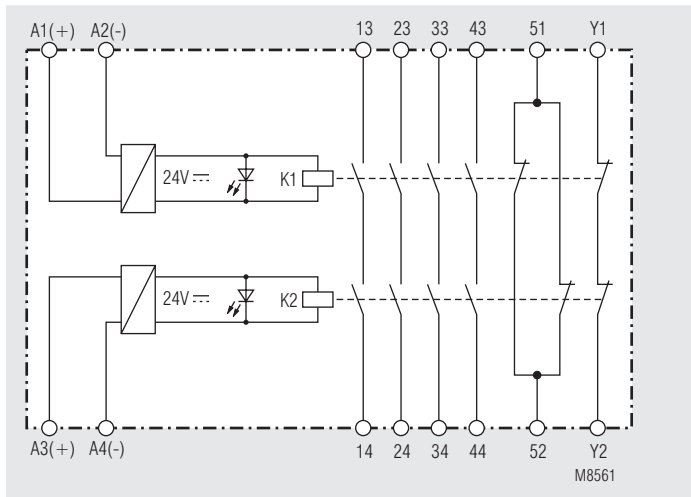 A1(+) A2(-) 13 23 33 43 51 Y1
24V K1
24V K2
A3(+) A4(-) 14 24 34 44 52 Y2
M8561